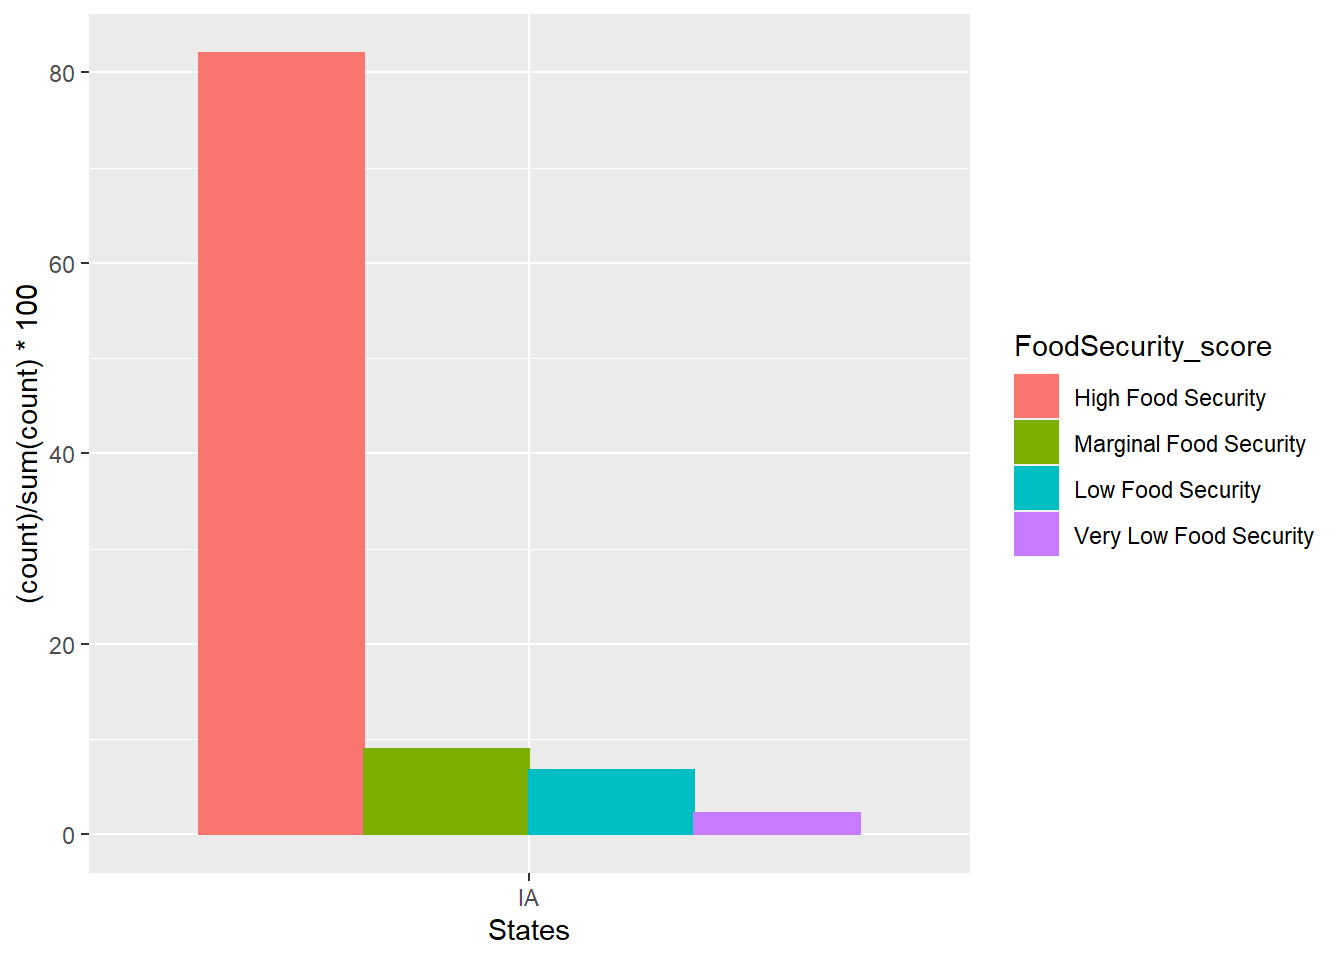 80
60
40
20
0
(count)/sum(count) * 100
IA
States
FoodSecurity_score
High Food Security
Marginal Food Security
Low Food Security
Very Low Food Security